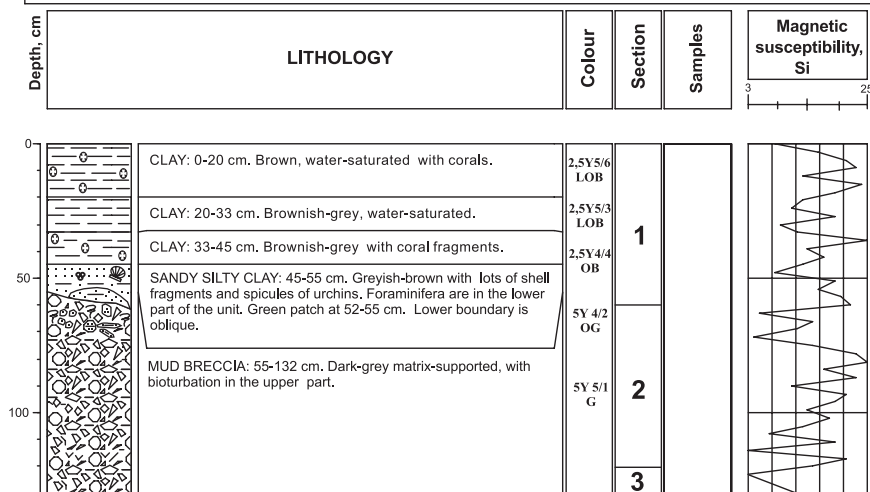 Depth, cm
LITHOLOGY
Colour
Section
Samples
Magnetic
susceptibility,
Si
3
25
0
50
100
CLAY: 0-20 cm. Brown, water-saturated with corals.
CLAY: 20-33 cm. Brownish-grey, water-saturated.
CLAY: 33-45 cm. Brownish-grey with coral fragments.
SANDY SILTY CLAY: 45-55 cm. Greyish-brown with lots of shell
fragments and spicules of urchins. Foraminifera are in the lower
part of the unit. Green patch at 52-55 cm. Lower boundary is
oblique.
MUD BRECCIA: 55-132 cm. Dark-grey matrix-supported, with
bioturbation in the upper part.
2,5Y5/6
LOB
2,5Y5/3
LOB
2,5Y4/4
OB
5Y 4/2
OG
5Y 5/1
G
1
2
3